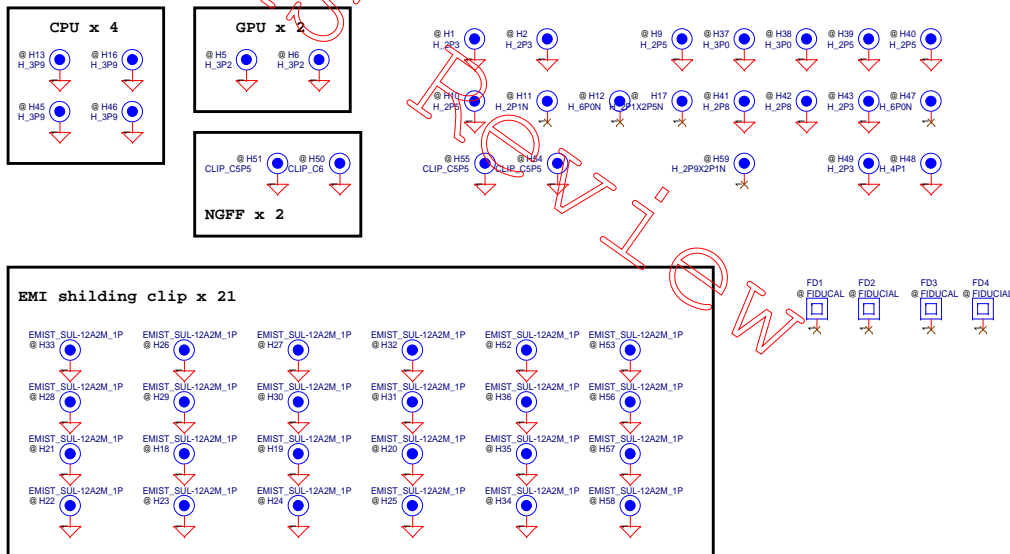 CPU x 4
@ H13
H_3P9
@ H16
H_3P9
@ H45
H_3P9
@ H46
H_3P9
GPU x 2
@ H5
H_3P2
@ H6
H_3P2
@ H51
CLIP_C5P5
@ H50
CLIP_C6
NGFF x 2
@ H1
H_2P3
@ H2
H_2P3
@ H9
H_2P5
@ H37
H_3P0
@ H38
H_3P0
@ H39
H_2P5
@ H40
H_2P5
@ H10
H_2P5
@ H11
H_2P1N
@ H12
H_6P0N
@ H17
H_2P1X2P5N
@ H41
H_2P8
@ H42
H_2P8
@ H43
H_2P3
@ H47
H_6P0N
@ H55
CLIP_C5P5
@ H54
CLIP_C5P5
@ H59
H_2P9X2P1N
@ H49
H_2P3
@ H48
H_4P1
Review
EMI shilding clip x 21
EMIST_SUL-12A2M_1P
@ H33
EMIST_SUL-12A2M_1P
@ H26
EMIST_SUL-12A2M_1P
@ H27
EMIST_SUL-12A2M_1P
@ H32
EMIST_SUL-12A2M_1P
@ H52
EMIST_SUL-12A2M_1P
@ H53
EMIST_SUL-12A2M_1P
@ H28
EMIST_SUL-12A2M_1P
@ H29
EMIST_SUL-12A2M_1P
@ H30
EMIST_SUL-12A2M_1P
@ H31
EMIST_SUL-12A2M_1P
@ H36
EMIST_SUL-12A2M_1P
@ H56
EMIST_SUL-12A2M_1P
@ H21
EMIST_SUL-12A2M_1P
@ H18
EMIST_SUL-12A2M_1P
@ H19
EMIST_SUL-12A2M_1P
@ H20
EMIST_SUL-12A2M_1P
@ H35
EMIST_SUL-12A2M_1P
@ H57
EMIST_SUL-12A2M_1P
@ H22
EMIST_SUL-12A2M_1P
@ H23
EMIST_SUL-12A2M_1P
@ H24
EMIST_SUL-12A2M_1P
@ H25
EMIST_SUL-12A2M_1P
@ H34
EMIST_SUL-12A2M_1P
@ H58
FD1
@ FIDUCAL
FD2
@ FIDUCIAL
FD3
@ FIDUCAL
FD4
@ FIDUCIAL